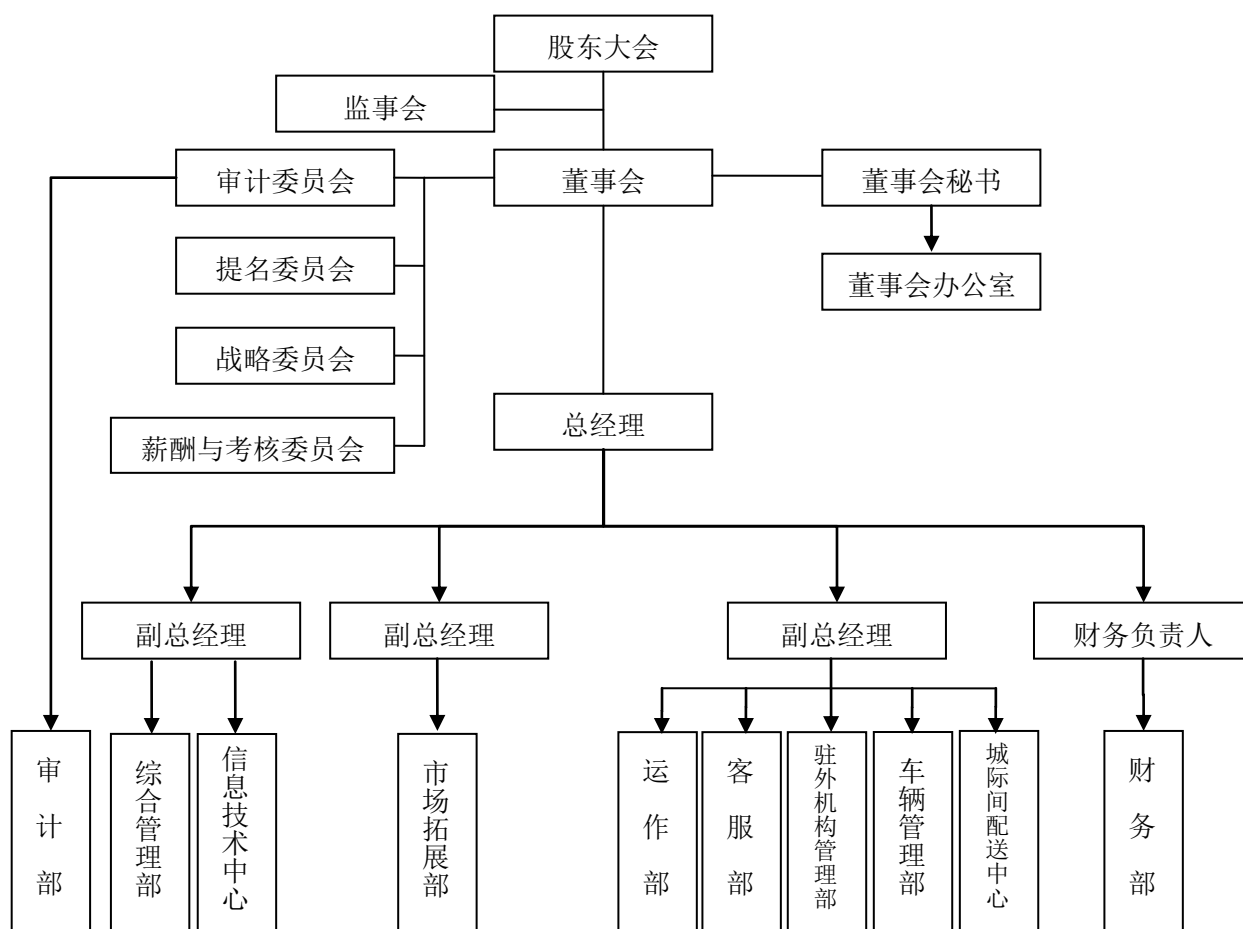 股东大会
监事会
审计委员会
董事会
董事会秘书
提名委员会
董事会办公室
战略委员会
总经理
薪酬与考核委员会
副总经理
副总经理
副总经理
财务负责人
审计部
综合管理部
信息技术中心
市场拓展部
运作部
客服部
驻外机构管理部
车辆管理部
城际间配送中心
财务部